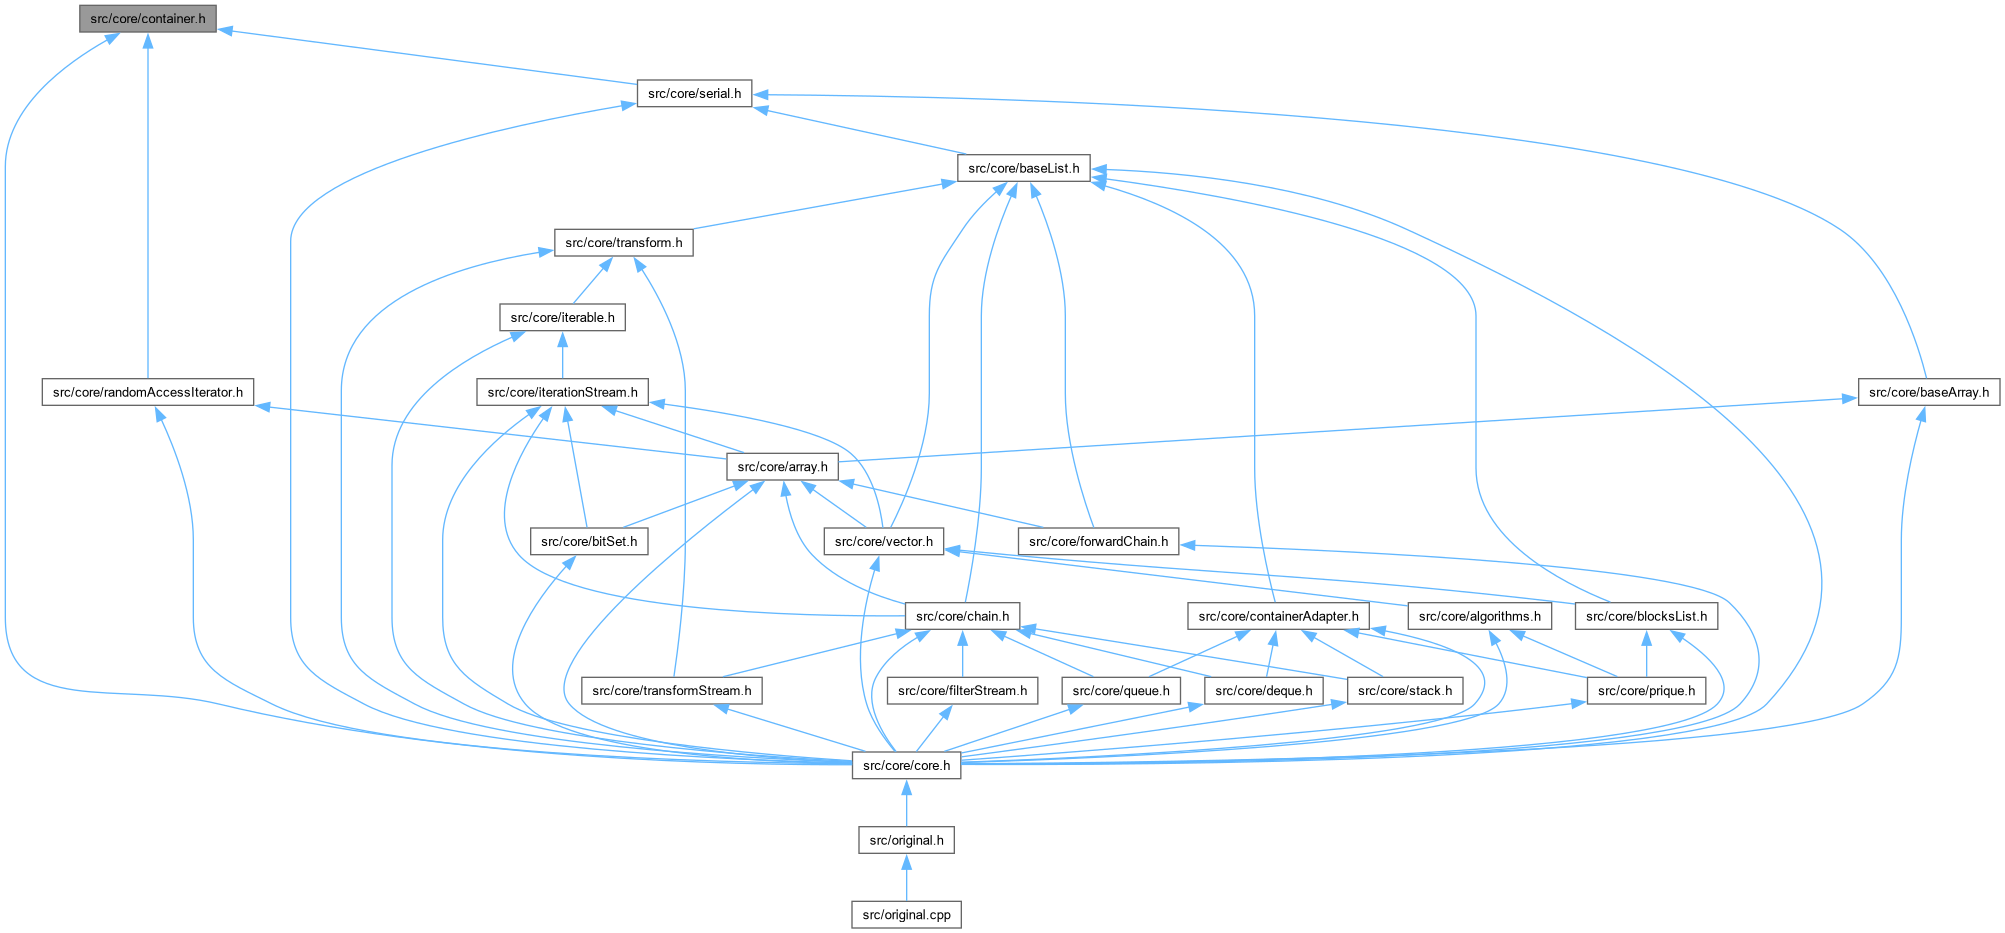 src/core/container.h
src/core/serial.h
src/core/baseList.h
src/core/transform.h
src/core/iterable.h
src/core/randomAccessIterator.h
src/core/iterationStream.h
src/core/baseArray.h
src/core/array.h
src/core/bitSet.h
src/core/vector.h
src/core/forwardChain.h
src/core/chain.h
src/core/containerAdapter.h
src/core/algorithms.h
src/core/blocksList.h
src/core/transformStream.h
src/core/filterStream.h
src/core/queue.h
src/core/deque.h
src/core/stack.h
src/core/prique.h
src/core/core.h
src/original.h
src/original.cpp